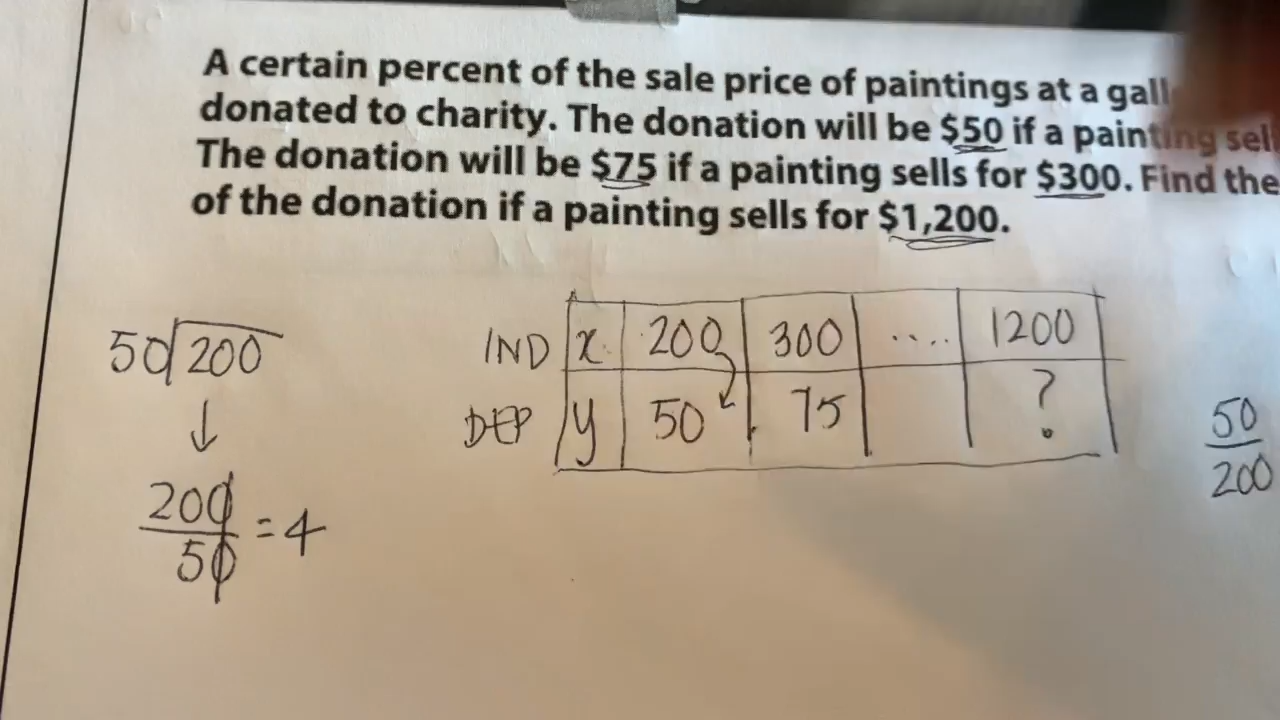 A certain percent of the sale price of paintings at a
donated to charity. The donation will be $50 if a painting
The donation will be $75 if a painting sells for $300. Find the
of the donation if a painting sells for $1,200.
50 200
200
50 = 4
IND x 200 300 .... 1200
DEP y 50 75 ?
50
200